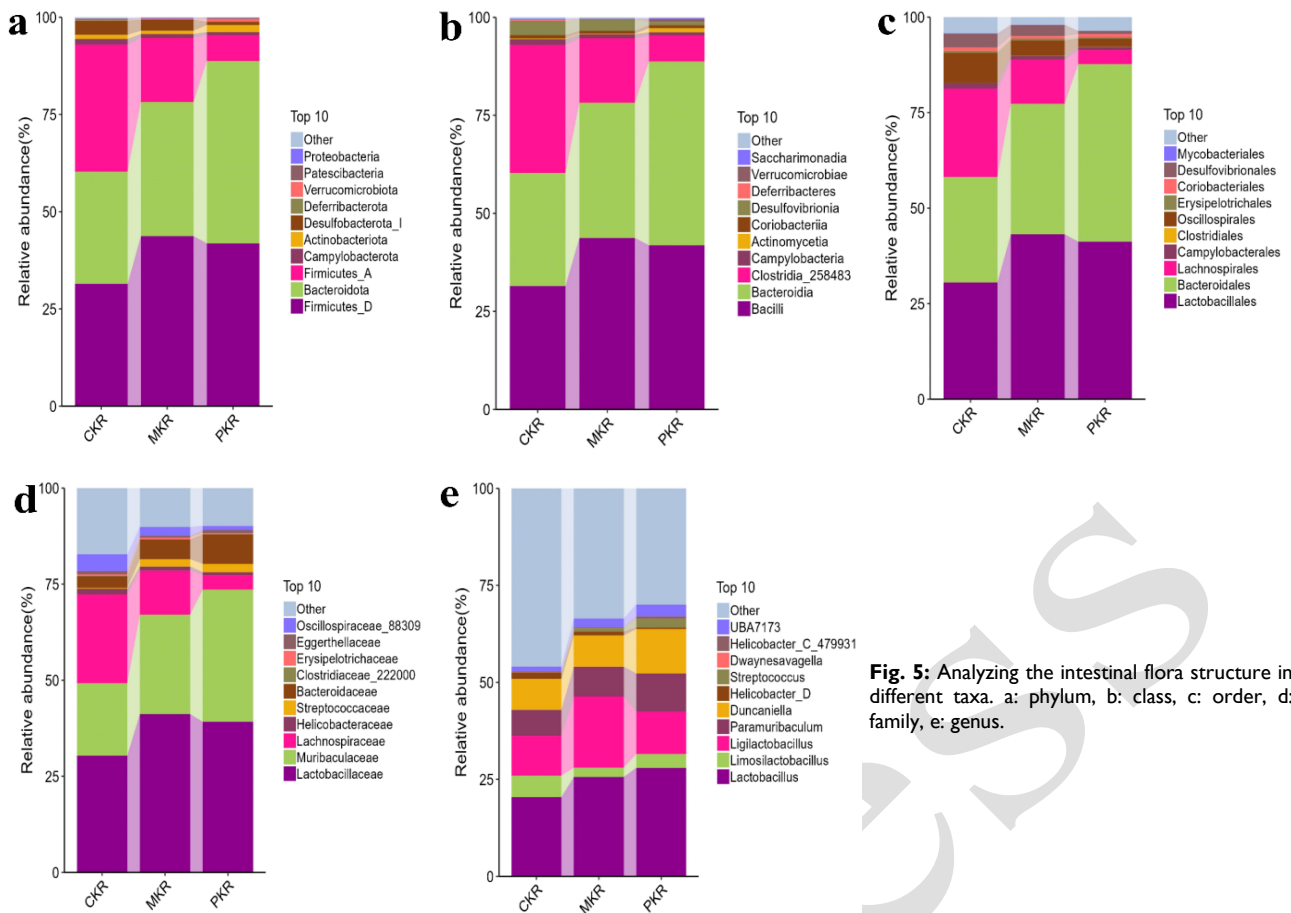 a
Relative abundance(%)
100
75
50
25
0
CKR
MKR
PKR
Top 10
Other
Proteobacteria
Patescibacteria
Verrucomicrobiota
Deferribacterota
Desulfobacterota_I
Actinobacteriota
Campylobacterota
Firmicutes_A
Bacteroidota
Firmicutes_D
b
Relative abundance(%)
100
75
50
25
0
CKR
MKR
PKR
Top 10
Other
Saccharimonadia
Verrucomicrobiae
Deferribacteres
Desulfovibrionia
Coriobacteriia
Actinomycetia
Campylobacteria
Clostridia_258483
Bacteroidia
Bacilli
c
Relative abundance(%)
100
75
50
25
0
CKR
MKR
PKR
Top 10
Other
Mycobacteriales
Desulfovibrionales
Coriobacteriales
Erysipelotrichales
Oscillospirales
Clostridiales
Campylobacterales
Lachnospirales
Bacteroidales
Lactobacillales
d
Relative abundance(%)
100
75
50
25
0
CKR
MKR
PKR
Top 10
Other
Oscillospiraceae_88309
Eggerthellaceae
Erysipelotrichaceae
Clostridiaceae_222000
Bacteroidaceae
Streptococcaceae
Helicobacteraceae
Lachnospiraceae
Muribaculaceae
Lactobacillaceae
e
Relative abundance(%)
100
75
50
25
0
CKR
MKR
PKR
Top 10
Other
UBA7173
Helicobacter_C_479931
Dwaynesavagella
Streptococcus
Helicobacter_D
Duncaniella
Paramuribaculum
Ligilactobacillus
Limosilactobacillus
Lactobacillus
Fig. 5: Analyzing the intestinal flora structure in
different taxa. a: phylum, b: class, c: order, d:
family, e: genus.